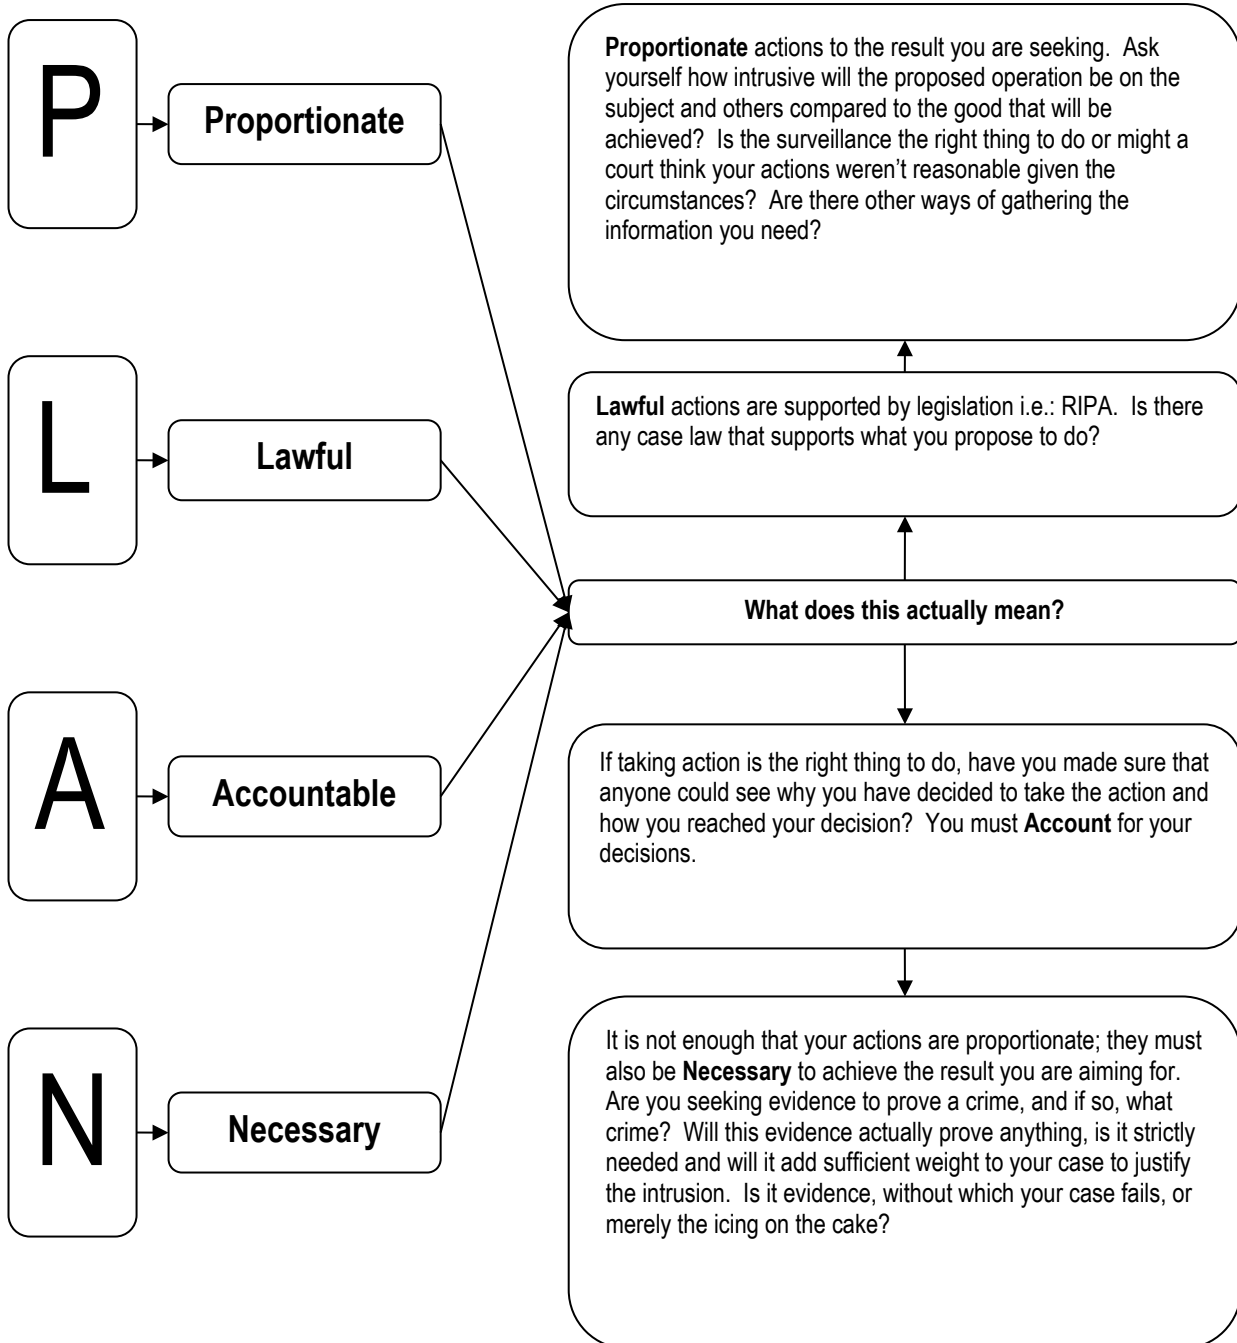 P
Proportionate
L
Lawful
A
Accountable
N
Necessary
Proportionate actions to the result you are seeking.  Ask
yourself how intrusive will the proposed operation be on the
subject and others compared to the good that will be
achieved?  Is the surveillance the right thing to do or might a
court think your actions weren’t reasonable given the
circumstances?  Are there other ways of gathering the
information you need?
Lawful actions are supported by legislation i.e.: RIPA.  Is there
any case law that supports what you propose to do?
What does this actually mean?
If taking action is the right thing to do, have you made sure that
anyone could see why you have decided to take the action and
how you reached your decision?  You must Account for your
decisions.
It is not enough that your actions are proportionate; they must
also be Necessary to achieve the result you are aiming for.
Are you seeking evidence to prove a crime, and if so, what
crime?  Will this evidence actually prove anything, is it strictly
needed and will it add sufficient weight to your case to justify
the intrusion.  Is it evidence, without which your case fails, or
merely the icing on the cake?